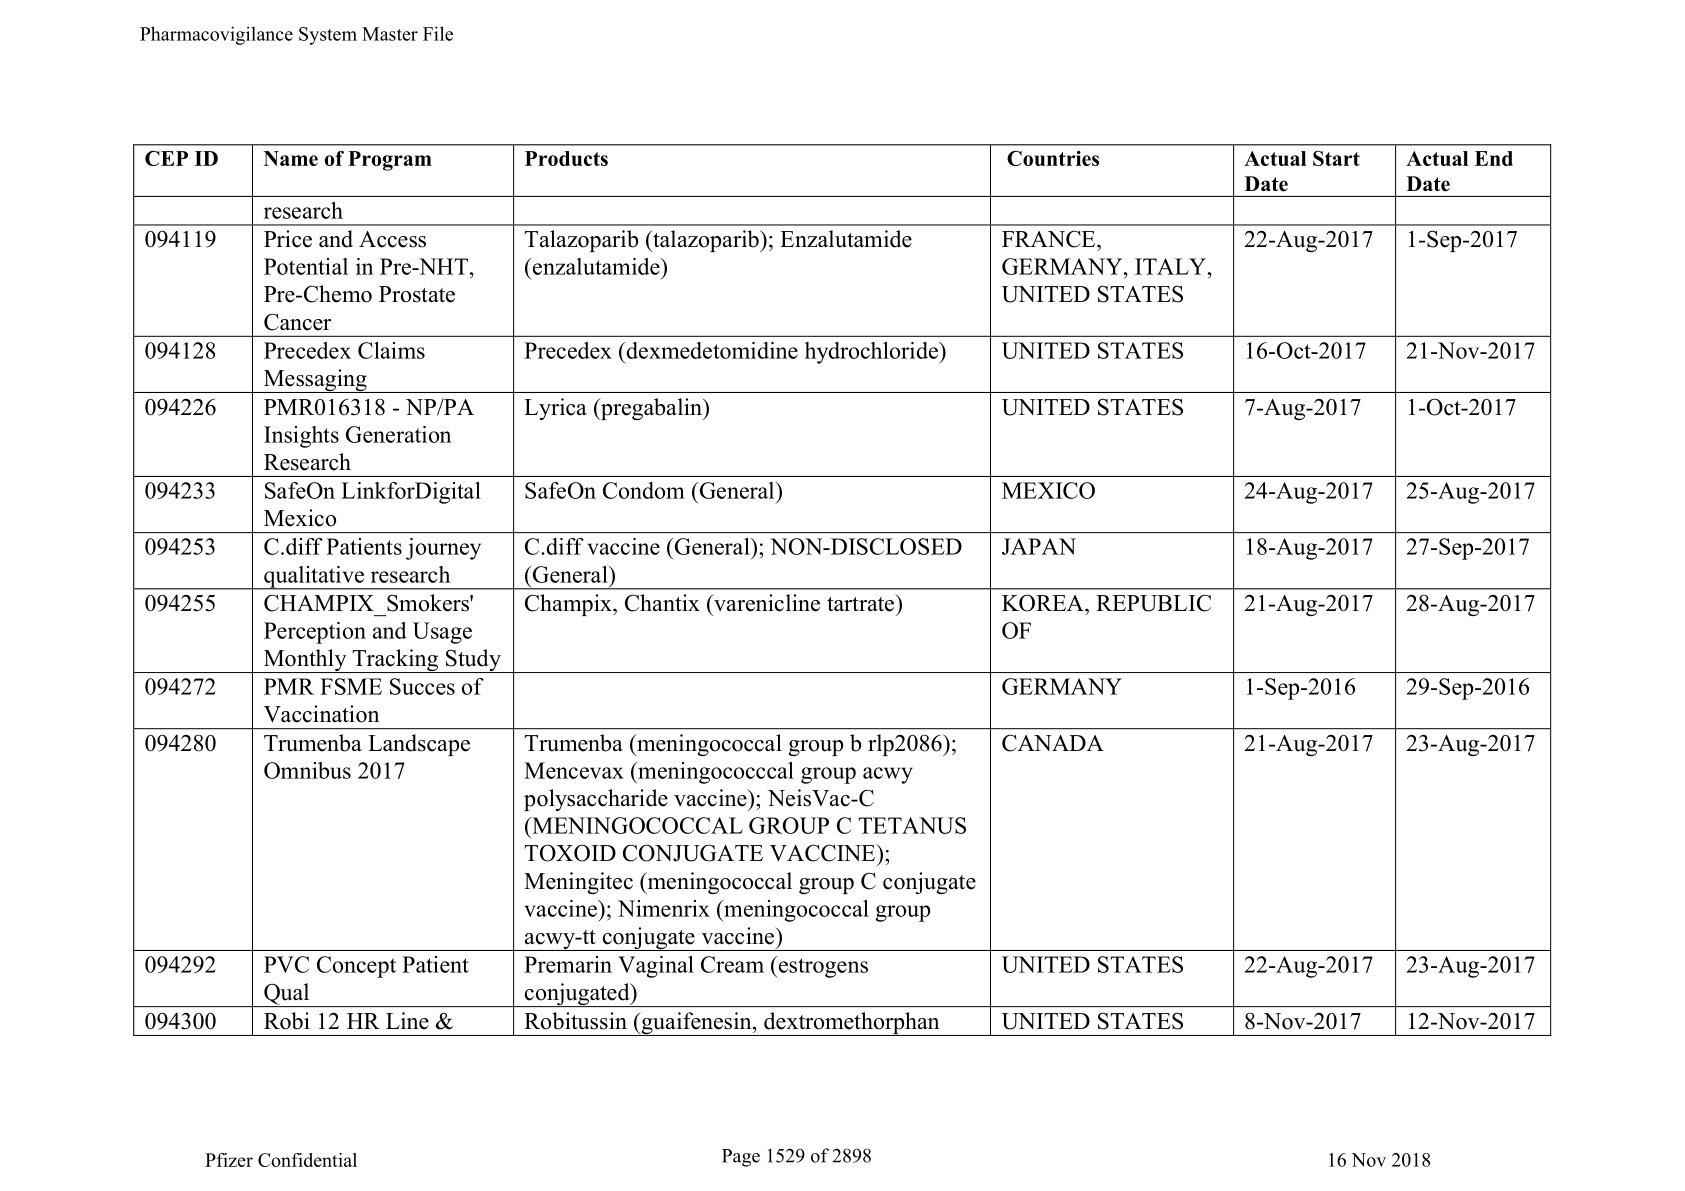 Pharmacovigilance System Master File
CEP ID Name of Program Products Countries Actual Start Date Actual End Date
research
094119 Price and Access Talazoparib (talazoparib); Enzalutamide FRANCE, 22-Aug-2017 1-Sep-2017
Potential in Pre-NHT, (enzalutamide) GERMANY, ITALY,
Pre-Chemo Prostate UNITED STATES
Cancer
094128 Precedex Claims Precedex (dexmedetomidine hydrochloride) UNITED STATES 16-Oct-2017 21-Nov-2017
Messaging
094226 PMR016318 - NP/PA Lyrica (pregabalin) UNITED STATES 7-Aug-2017 1-Oct-2017
Insights Generation
Research
094233 SafeOn LinkforDigital SafeOn Condom (General) MEXICO 24-Aug-2017 25-Aug-2017
Mexico
094253 C.diff Patients journey C.diff vaccine (General); NON-DISCLOSED JAPAN 18-Aug-2017 27-Sep-2017
qualitative research (General)
094255 CHAMPIX_Smokers' Champix, Chantix (varenicline tartrate) KOREA, REPUBLIC 21-Aug-2017 28-Aug-2017
Perception and Usage OF
Monthly Tracking Study
094272 PMR FSME Succes of GERMANY 1-Sep-2016 29-Sep-2016
Vaccination
094280 Trumenba Landscape Trumenba (meningococcal group b rlp2086); CANADA 21-Aug-2017 23-Aug-2017
Omnibus 2017 Mencevax (meningococccal group acwy
polysaccharide vaccine); NeisVac-C
(MENINGOCOCCAL GROUP C TETANUS
TOXOID CONJUGATE VACCINE);
Meningitec (meningococcal group C conjugate
vaccine); Nimenrix (meningococcal group
acwy-tt conjugate vaccine)
094292 PVC Concept Patient Premarin Vaginal Cream (estrogens UNITED STATES 22-Aug-2017 23-Aug-2017
Qual conjugated)
094300 Robi 12 HR Line & Robitussin (guaifenesin, dextromethorphan UNITED STATES 8-Nov-2017 12-Nov-2017
Pfizer Confidential Page 1529 of 2898 16 Nov 2018